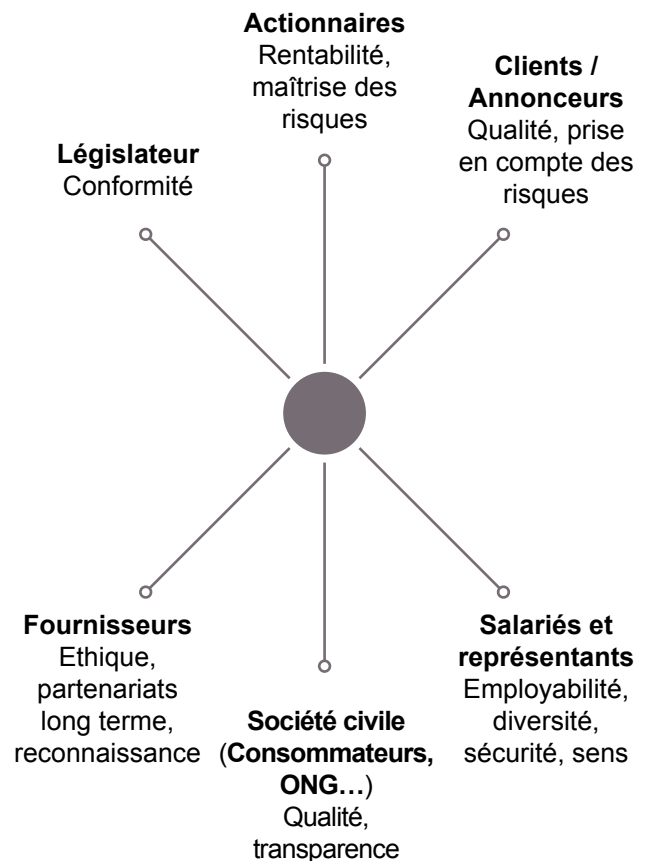 Actionnaires
Rentabilité,
maîtrise des
risques
Clients /
Annonceurs
Qualité, prise
en compte des
risques
Législateur
Conformité
Fournisseurs
Ethique,
partenariats
long terme,
reconnaissance
Société civile
(Consommateurs,
ONG…)
Qualité,
transparence
Salariés et
représentants
Employabilité,
diversité,
sécurité, sens